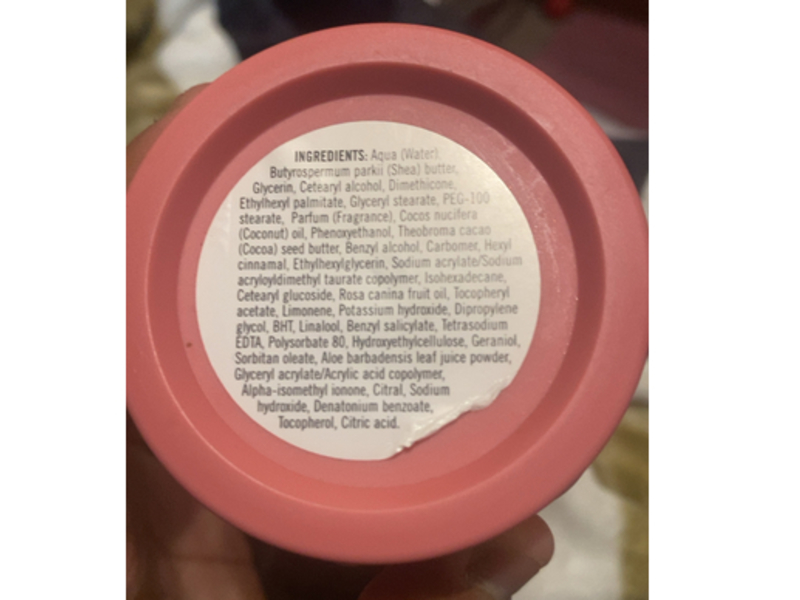 INGREDIENTS: Aqua (Water),
Butyrospermum parkii (Shea) butter,
Glycerin, Cetearyl alcohol, Dimethicone,
Ethylhexyl palmitate, Glyceryl stearate, PEG-100
stearate, Parfum (Fragrance), Cocos nucifera
(Coconut) oil, Phenoxyethanol, Theobroma cacao
(Cocoa) seed butter, Benzyl alcohol, Carbomer, Hexyl
cinnamal, Ethylhexylglycerin, Sodium acrylate/Sodium
acryloyldimethyl taurate copolymer, Isohexadecane,
Cetearyl glucoside, Rosa canina fruit oil, Tocopheryl
acetate, Limonene, Potassium hydroxide, Dipropylene
glycol, BHT, Linalool, Benzyl salicylate, Tetrasodium
EDTA, Polysorbate 80, Hydroxyethylcellulose, Geraniol,
Sorbitan oleate, Aloe barbadensis leaf juice powder,
Glyceryl acrylate/Acrylic acid copolymer,
Alpha-isomethyl ionone, Citral, Sodium
hydroxide, Denatonium benzoate,
Tocopherol, Citric acid.